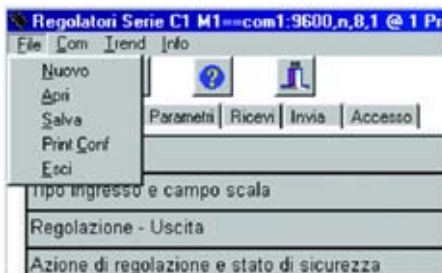 Regolatori Serie C1 M1==com1:9600,n,8,1 @ 1 Pr
File Com Trend Info
Nuovo
Apri
Salva
Print Conf
Esci
Parametri Ricevi Invia Accesso
Tipo ingresso e campo scala
Regolazione - Uscita
Azione di regolazione e stato di sicurezza